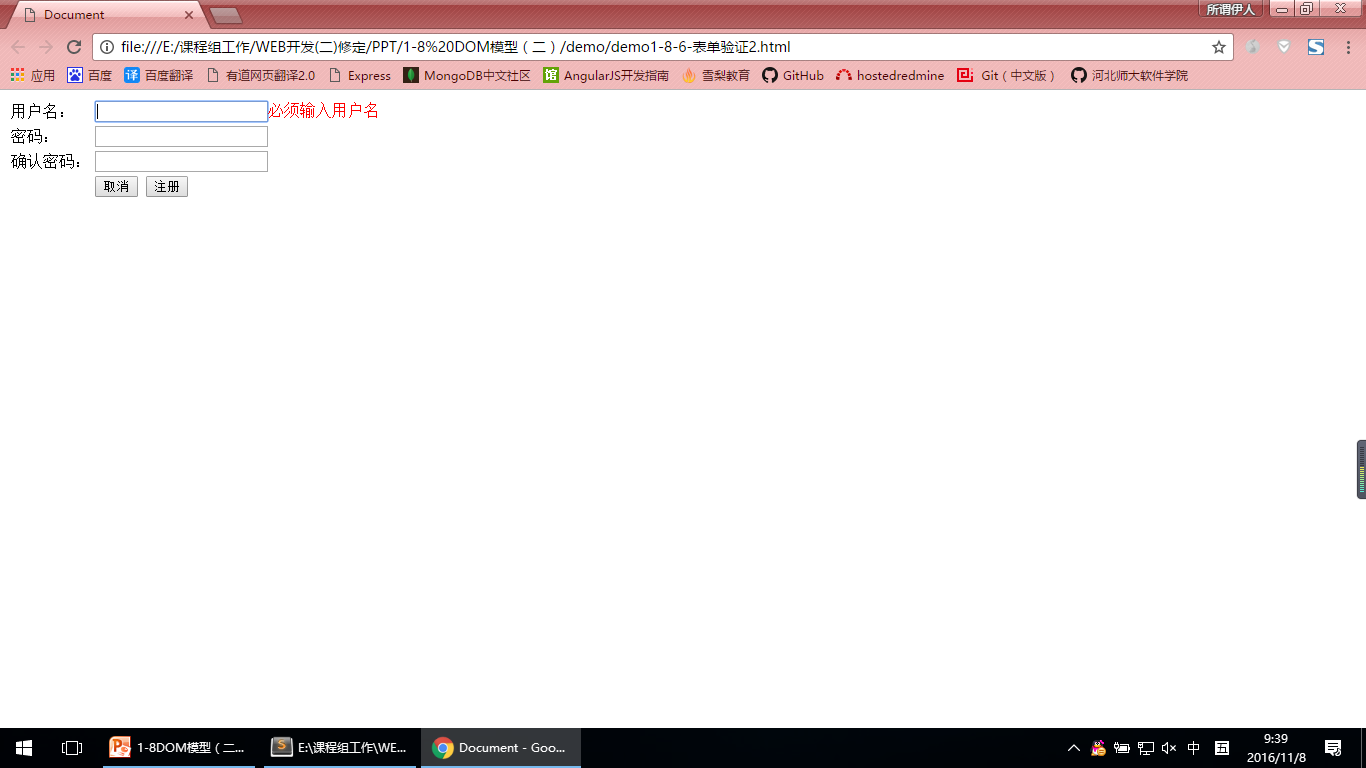 Document
所谓伊人
file:///E:/课程组工作/WEB开发(二)修定/PPT/1-8%20DOM模型（二）/demo/demo1-8-6-表单验证2.html
应用 百度 译 百度翻译 有道网页翻译2.0 Express MongoDB中文社区 馆 AngularJS开发指南 雪梨教育 GitHub hostedredmine Git（中文版） 河北师大软件学院
用户名： 必须输入用户名
密码：
确认密码：
取消 注册
1-8DOM模型（二... E:\课程组工作\WE... Document - Goo... 中 五 9:39
2016/11/8